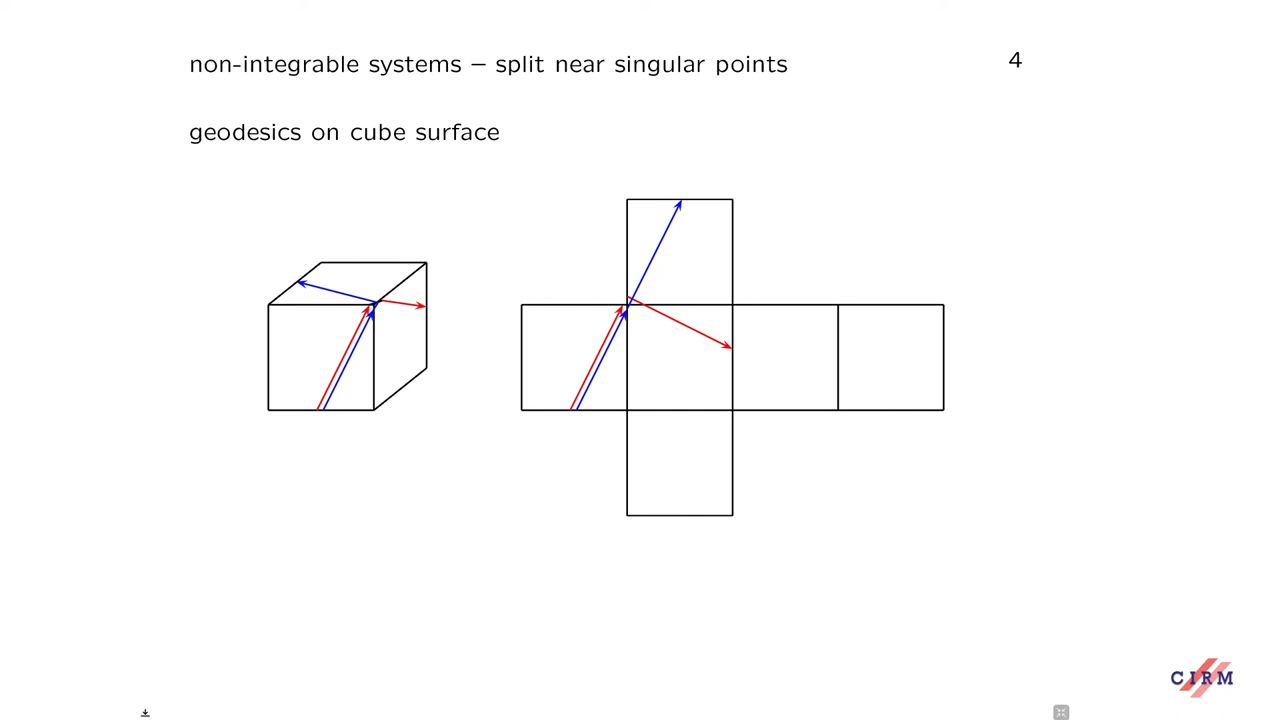 non-integrable systems – split near singular points
4
geodesics on cube surface
CIRM